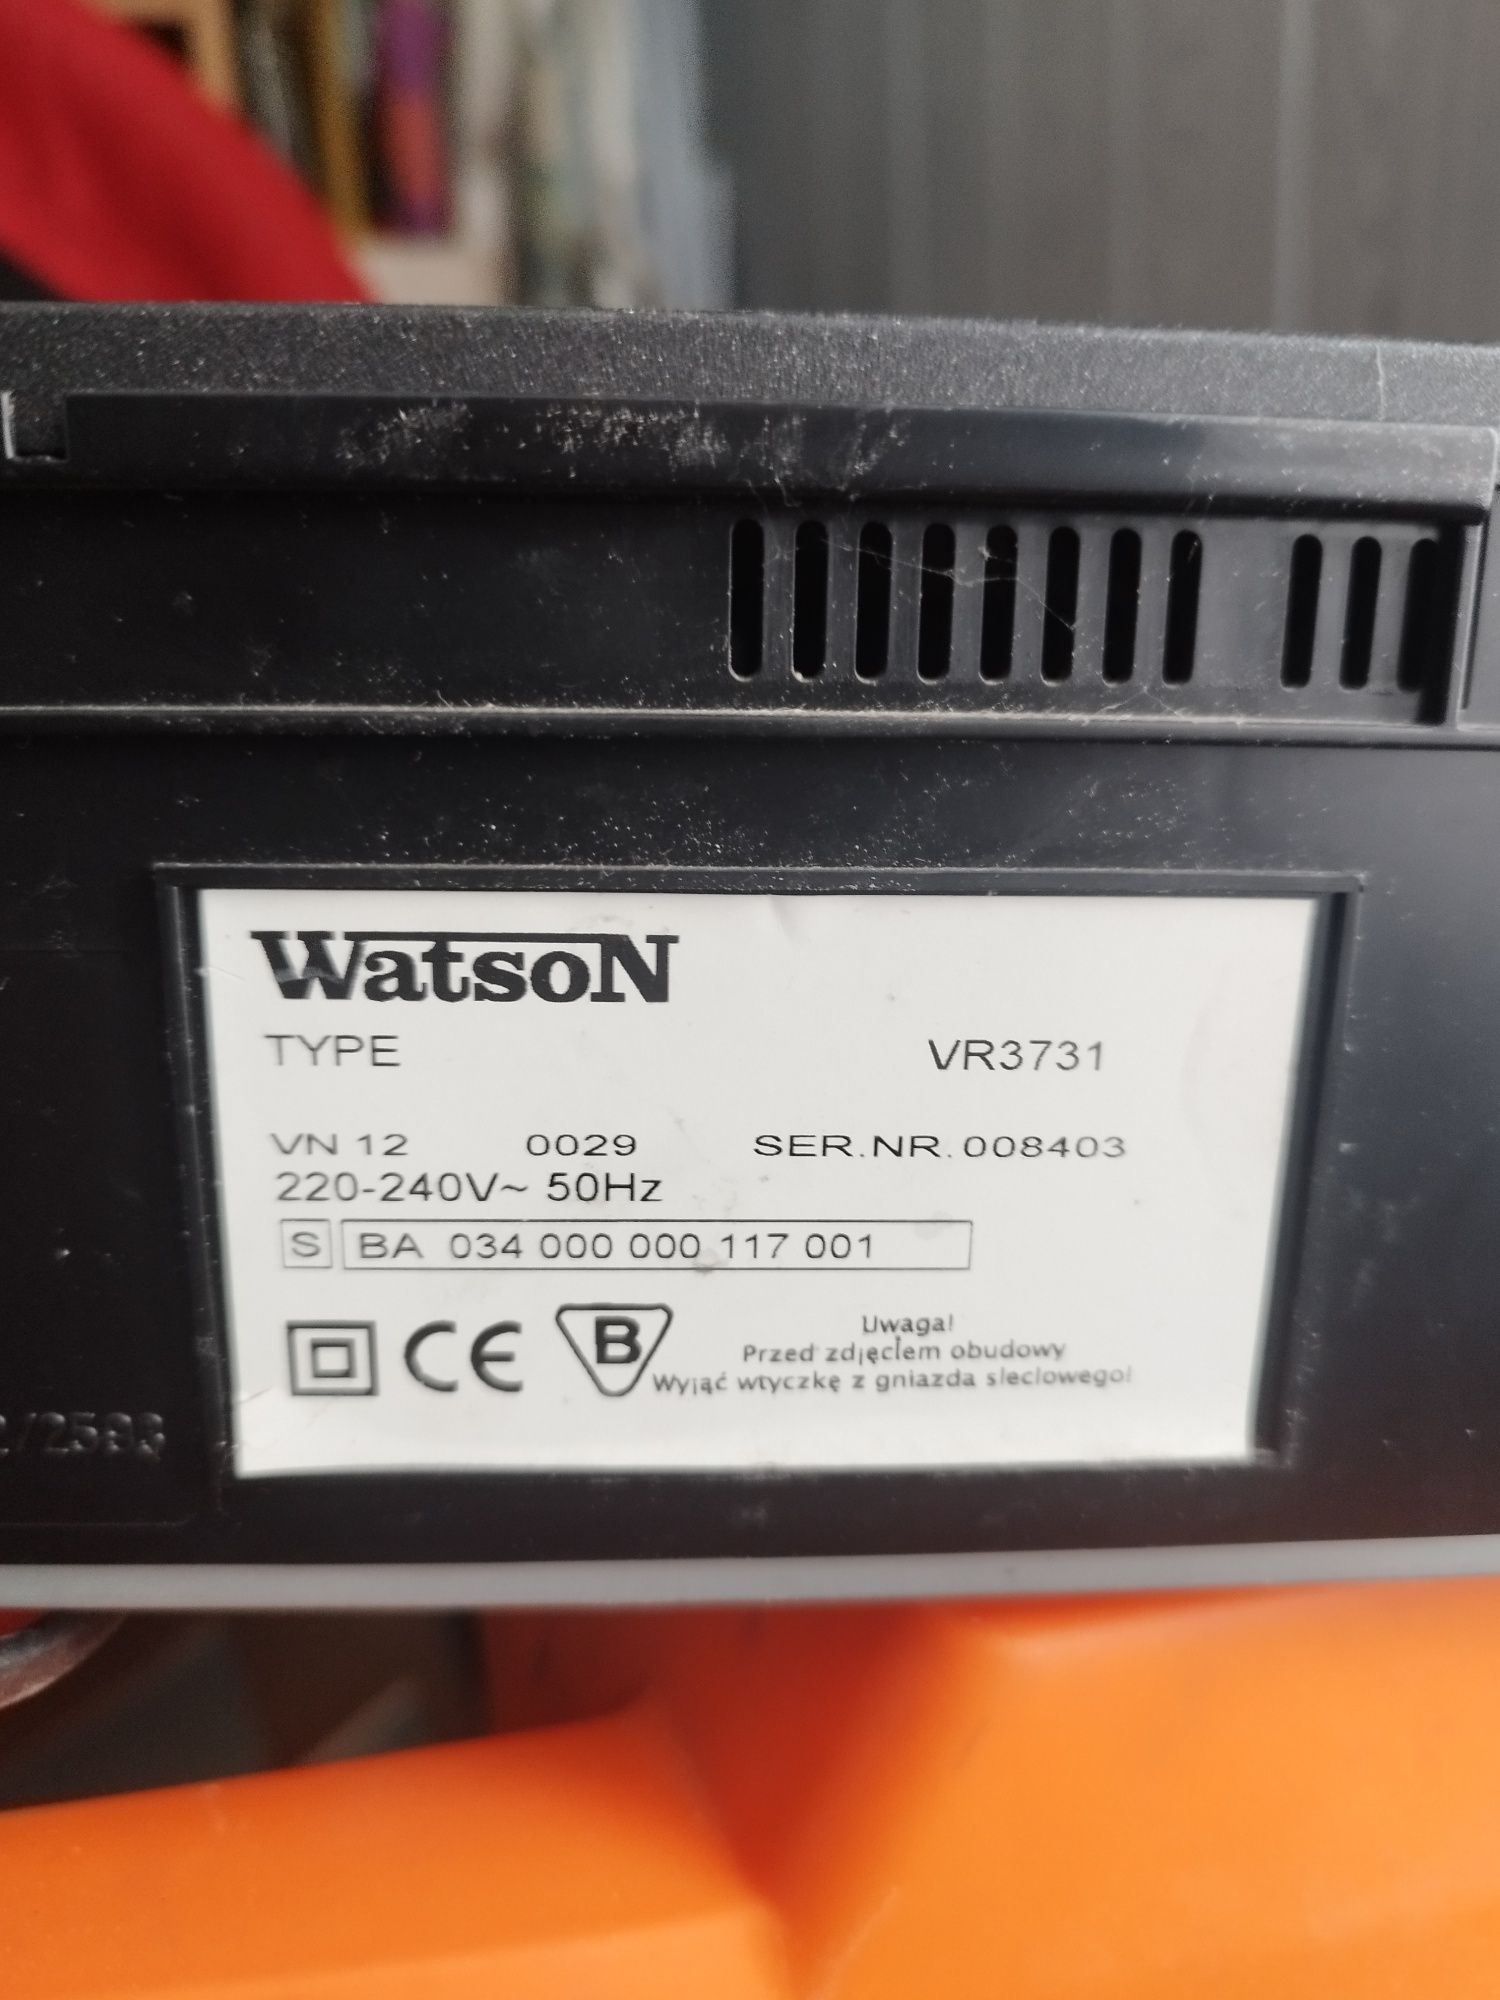 WatsoN
TYPE VR3731
VN 12 0029 SER.NR. 008403
220-240V~ 50Hz
S BA 034 000 000 117 001
CE B
Uwaga!
Przed zdjęciem obudowy
Wyjąć wtyczkę z gniazda sieciowego!
/2593